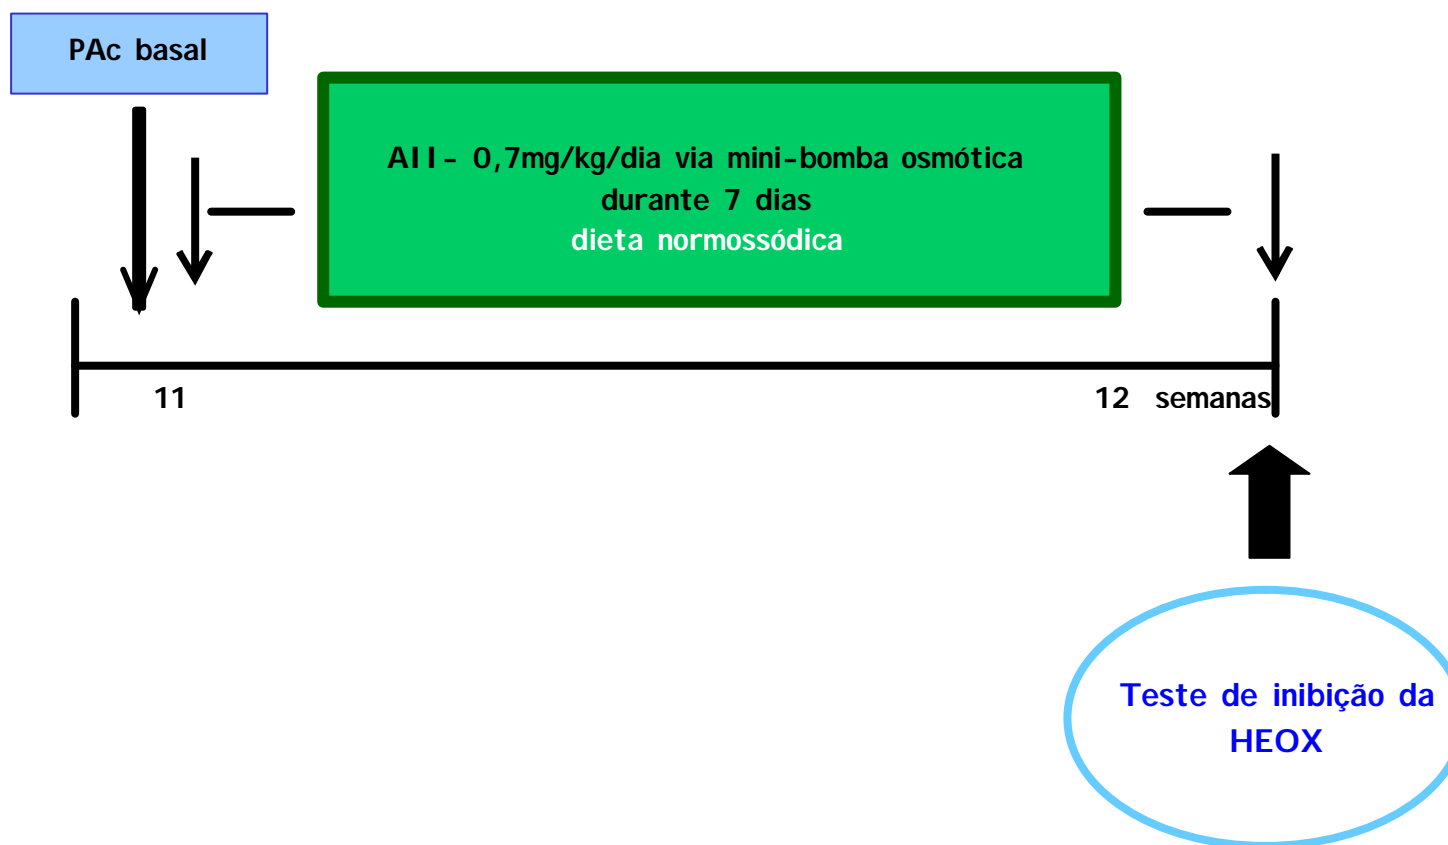 PAc basal
AII- 0,7mg/kg/dia via mini-bomba osmótica
durante 7 dias
dieta normossódica
11
12 semanas
Teste de inibição da
HEOX